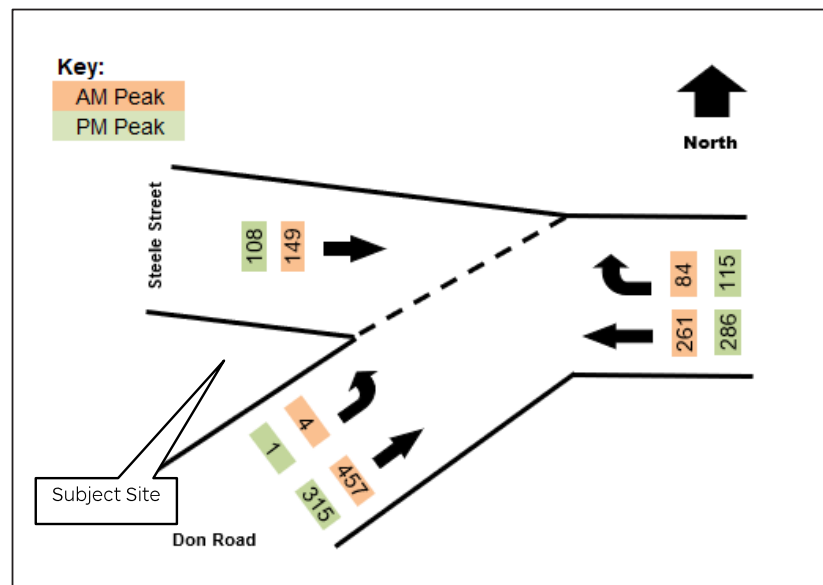 Key:
AM Peak
PM Peak
North
Steele Street
108
149
84
115
261
286
4
1
457
315
Subject Site
Don Road